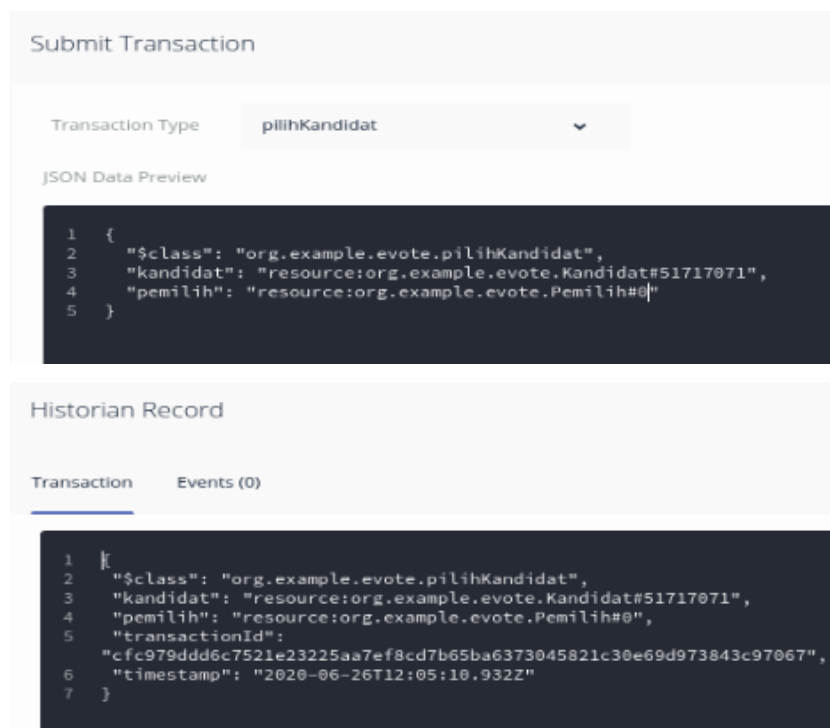 Submit Transaction
Transaction Type pilihKandidat
JSON Data Preview
1 {
2 "$class": "org.example.evote.pilihKandidat",
3 "kandidat": "resource:org.example.evote.Kandidat#51717071",
4 "pemilih": "resource:org.example.evote.Pemilih#0"
5 }
Historian Record
Transaction Events (0)
1 {
2 "$class": "org.example.evote.pilihKandidat",
3 "kandidat": "resource:org.example.evote.Kandidat#51717071",
4 "pemilih": "resource:org.example.evote.Pemilih#0",
5 "transactionId":
"cfc979ddd6c7521e23225aa7ef8cd7b65ba6373045821c30e69d973843c97067",
6 "timestamp": "2020-06-26T12:05:10.932Z"
7 }